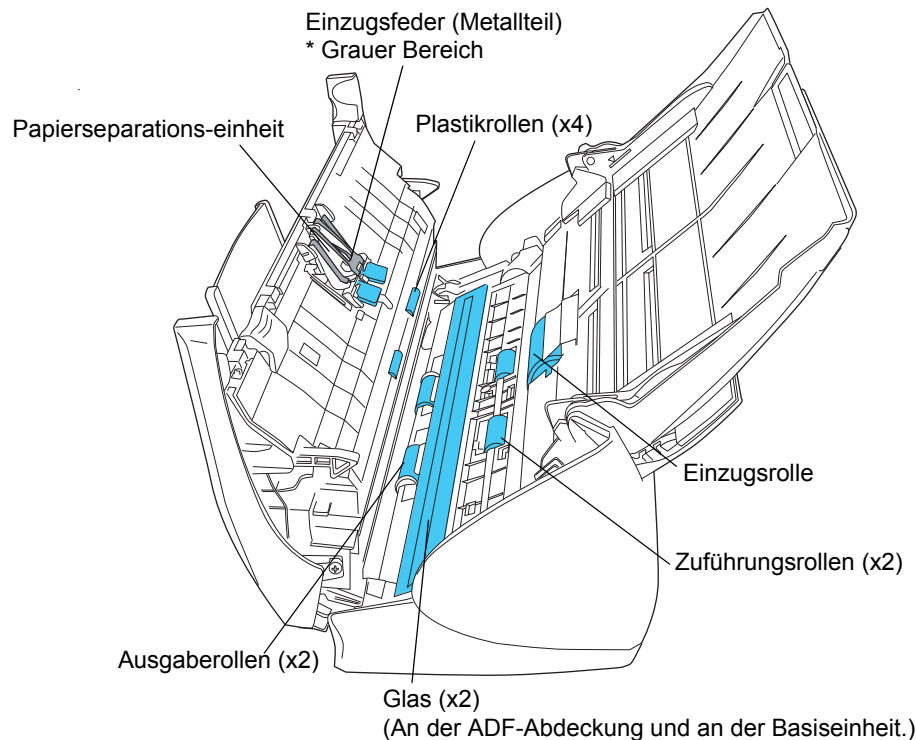 Einzugsfeder (Metallteil)
* Grauer Bereich
Papierseparations-einheit
Plastikrollen (x4)
Einzugsrolle
Zuführungsrollen (x2)
Ausgaberollen (x2)
Glas (x2)
(An der ADF-Abdeckung und an der Basiseinheit.)